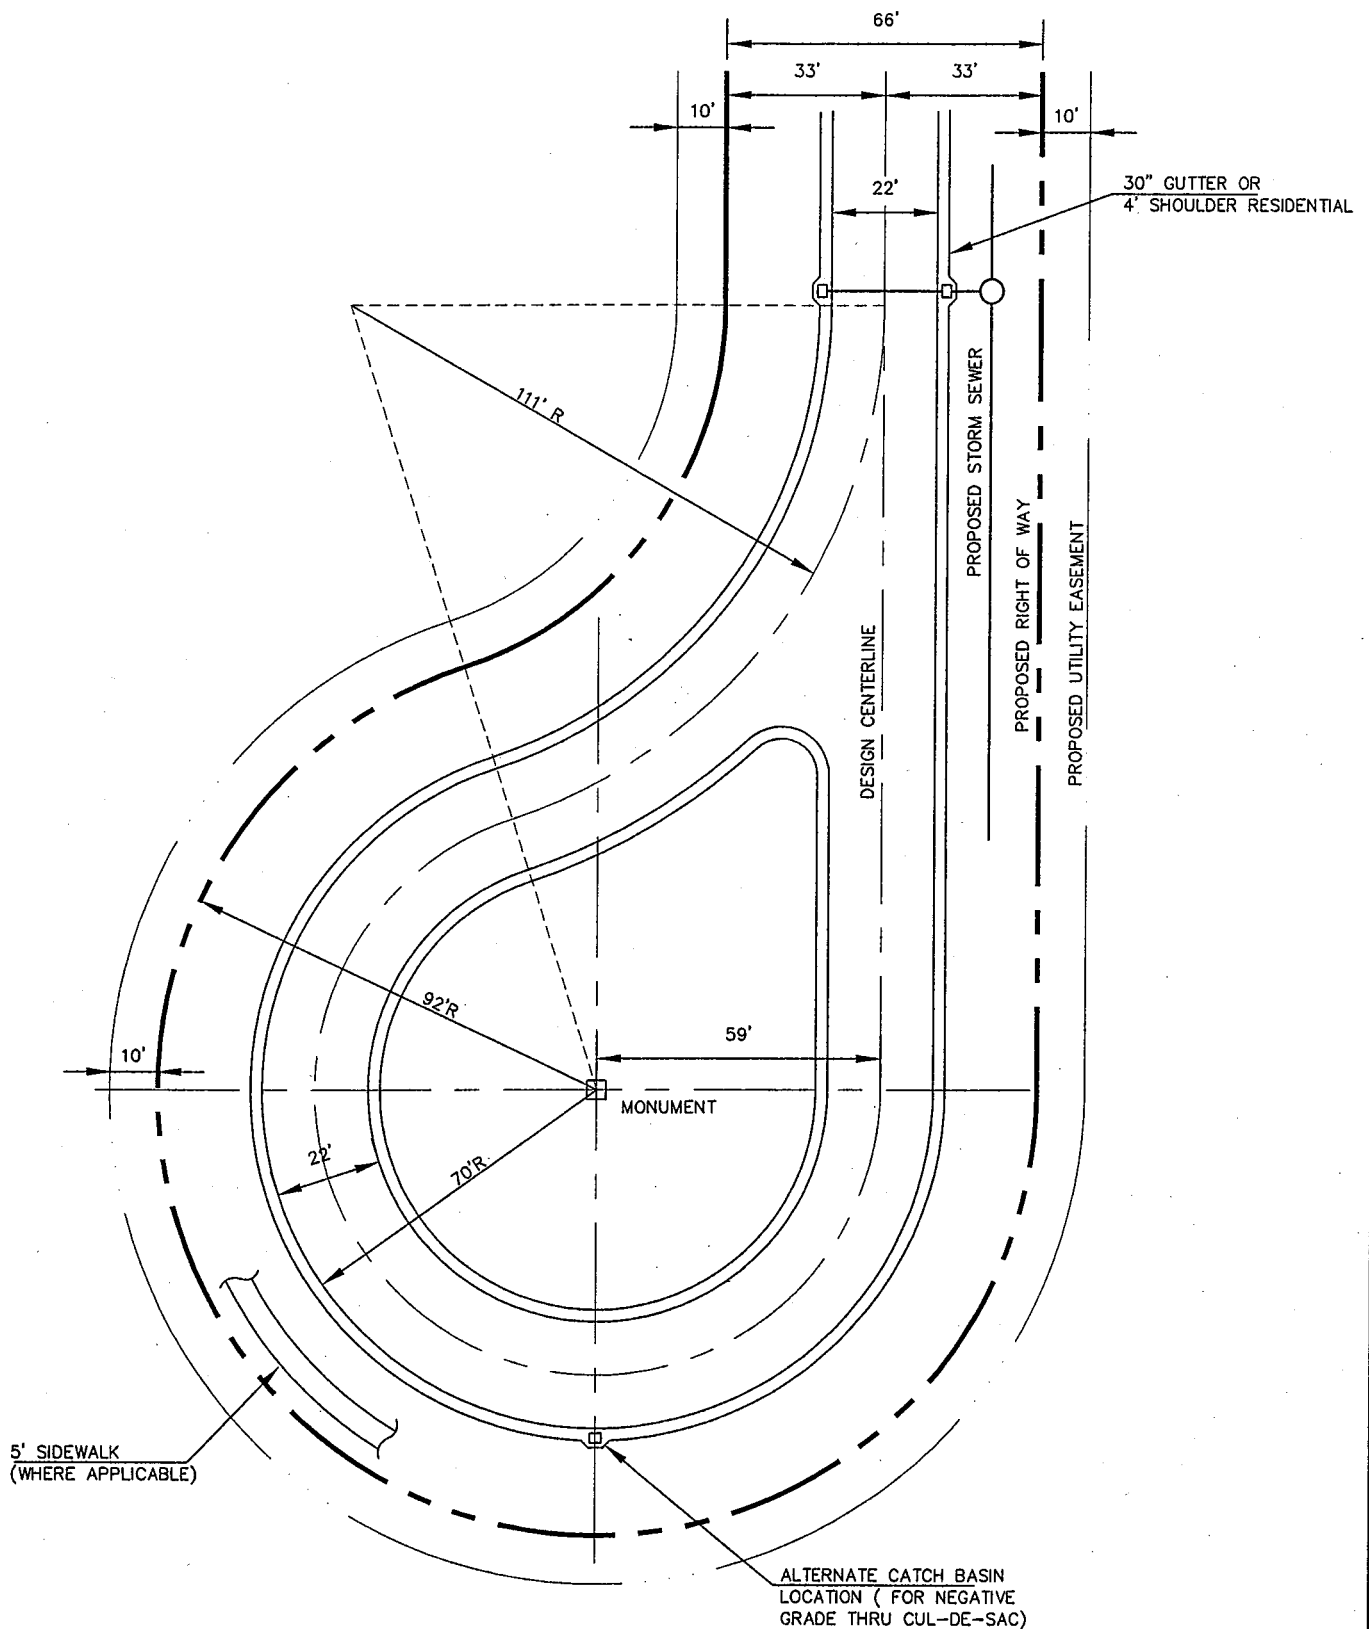 66'
33'
33'
10'
10'
22'
30" GUTTER OR
4' SHOULDER RESIDENTIAL
111' R
PROPOSED STORM SEWER
PROPOSED RIGHT OF WAY
PROPOSED UTILITY EASEMENT
DESIGN CENTERLINE
92'R
59'
10'
MONUMENT
22'
70'R
5' SIDEWALK
(WHERE APPLICABLE)
ALTERNATE CATCH BASIN
LOCATION ( FOR NEGATIVE
GRADE THRU CUL-DE-SAC)